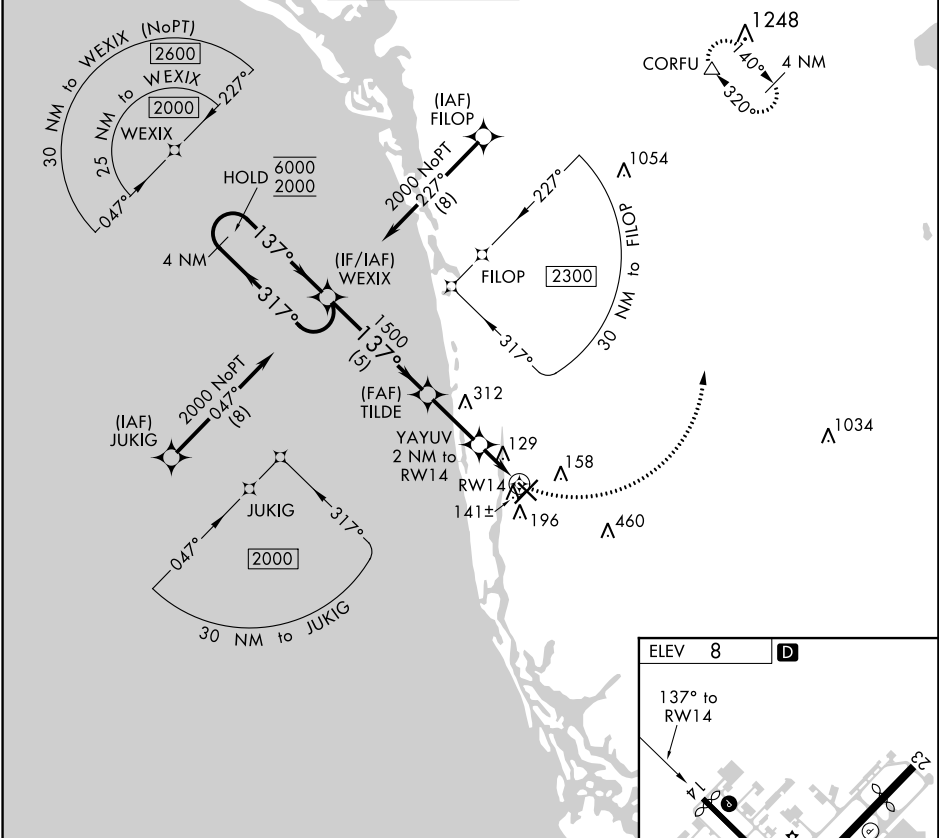 30 NM to WEXIX (NoPT)
2600
25 NM to WEXIX
2000
227°
WEXIX
047°
1248
CORFU
140°
4 NM
320°
(IAF)
FILOP
2000 NoPT
227°
(8)
1054
HOLD
6000
2000
4 NM
137°
317°
(IF/IAF)
WEXIX
227°
FILOP
2300
30 NM to FILOP
317°
1500
137°
(5)
(FAF)
TILDE
312
(IAF)
JUKIG
2000 NoPT
047°
(8)
YAYUV
2 NM to
RW14
129
158
RW14
141±
196
460
1034
JUKIG
047°
317°
2000
30 NM to JUKIG
ELEV 8
D
137° to
RW14
14
23
P
P